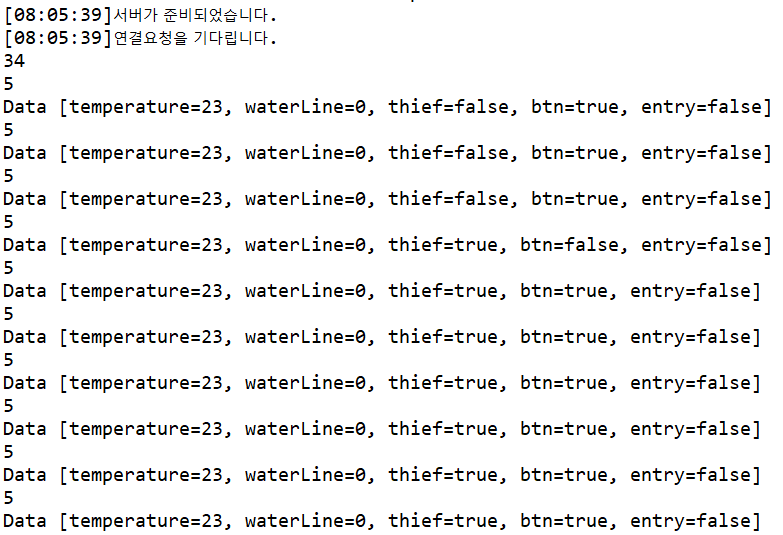 [08:05:39]서버가 준비되었습니다.
[08:05:39]연결요청을 기다립니다.
34
5
Data [temperature=23, waterLine=0, thief=false, btn=true, entry=false]
5
Data [temperature=23, waterLine=0, thief=false, btn=true, entry=false]
5
Data [temperature=23, waterLine=0, thief=false, btn=true, entry=false]
5
Data [temperature=23, waterLine=0, thief=true, btn=false, entry=false]
5
Data [temperature=23, waterLine=0, thief=true, btn=true, entry=false]
5
Data [temperature=23, waterLine=0, thief=true, btn=true, entry=false]
5
Data [temperature=23, waterLine=0, thief=true, btn=true, entry=false]
5
Data [temperature=23, waterLine=0, thief=true, btn=true, entry=false]
5
Data [temperature=23, waterLine=0, thief=true, btn=true, entry=false]
5
Data [temperature=23, waterLine=0, thief=true, btn=true, entry=false]